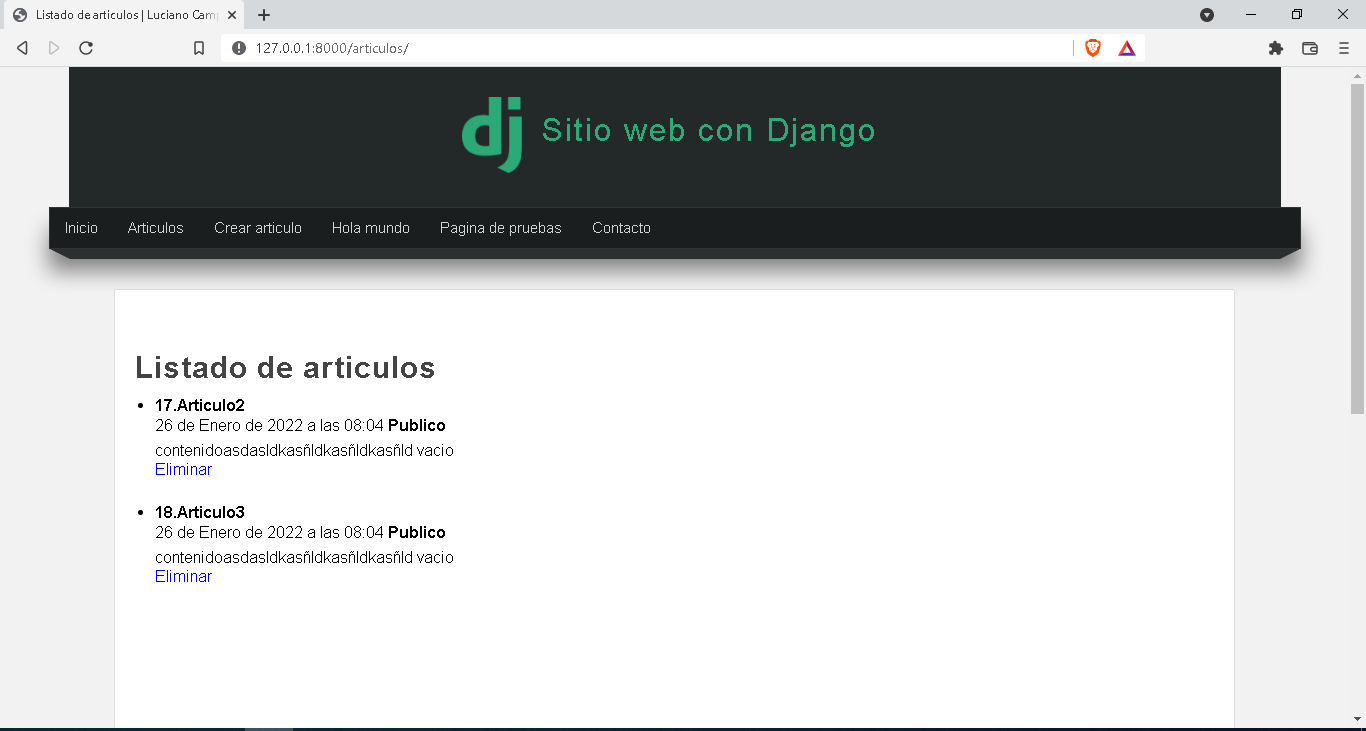 Listado de articulos | Luciano Cam
127.0.0.1:8000/articulos/
dj Sitio web con Django
Inicio Articulos Crear articulo Hola mundo Pagina de pruebas Contacto
Listado de articulos
17.Articulo2
26 de Enero de 2022 a las 08:04 Publico
contenidoasdasldkasñldkasñldkasñld vacio
Eliminar
18.Articulo3
26 de Enero de 2022 a las 08:04 Publico
contenidoasdasldkasñldkasñldkasñld vacio
Eliminar